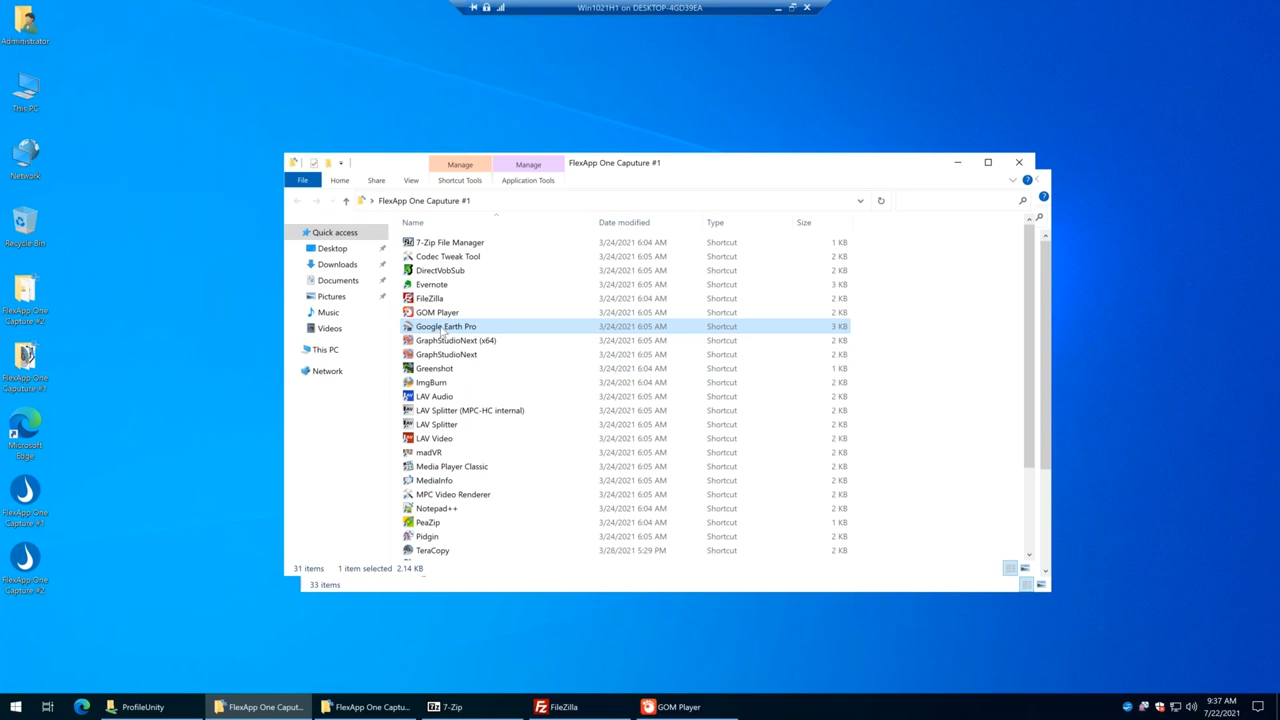 Win1021H1 on DESKTOP-4GD39EA
Administrator
This PC
Network
Recycle Bin
FlexApp One Capture #2
FlexApp One Caputure #1
Microsoft Edge
FlexApp One Capture #1
FlexApp One Capture #2
Manage
Manage
FlexApp One Caputure #1
File
Home
Share
View
Shortcut Tools
Application Tools
FlexApp One Caputure #1
Quick access
Desktop
Downloads
Documents
Pictures
Music
Videos
This PC
Network
Name Date modified Type Size
7-Zip File Manager 3/24/2021 6:04 AM Shortcut 1 KB
Codec Tweak Tool 3/24/2021 6:05 AM Shortcut 2 KB
DirectVobSub 3/24/2021 6:05 AM Shortcut 2 KB
Evernote 3/24/2021 6:05 AM Shortcut 3 KB
FileZilla 3/24/2021 6:04 AM Shortcut 2 KB
GOM Player 3/24/2021 6:05 AM Shortcut 2 KB
Google Earth Pro 3/24/2021 6:05 AM Shortcut 3 KB
GraphStudioNext (x64) 3/24/2021 6:05 AM Shortcut 2 KB
GraphStudioNext 3/24/2021 6:05 AM Shortcut 2 KB
Greenshot 3/24/2021 6:05 AM Shortcut 1 KB
ImgBurn 3/24/2021 6:05 AM Shortcut 2 KB
LAV Audio 3/24/2021 6:05 AM Shortcut 2 KB
LAV Splitter (MPC-HC internal) 3/24/2021 6:05 AM Shortcut 2 KB
LAV Splitter 3/24/2021 6:05 AM Shortcut 2 KB
LAV Video 3/24/2021 6:05 AM Shortcut 2 KB
madVR 3/24/2021 6:05 AM Shortcut 2 KB
Media Player Classic 3/24/2021 6:05 AM Shortcut 2 KB
MediaInfo 3/24/2021 6:05 AM Shortcut 2 KB
MPC Video Renderer 3/24/2021 6:05 AM Shortcut 2 KB
Notepad++ 3/24/2021 6:04 AM Shortcut 2 KB
PeaZip 3/24/2021 6:05 AM Shortcut 1 KB
Pidgin 3/24/2021 6:05 AM Shortcut 2 KB
TeraCopy 3/28/2021 5:29 PM Shortcut 2 KB
31 items 1 item selected 2.14 KB
33 items
ProfileUnity
FlexApp One Caput...
FlexApp One Captu...
7-Zip
FileZilla
GOM Player
9:37 AM
7/22/2021